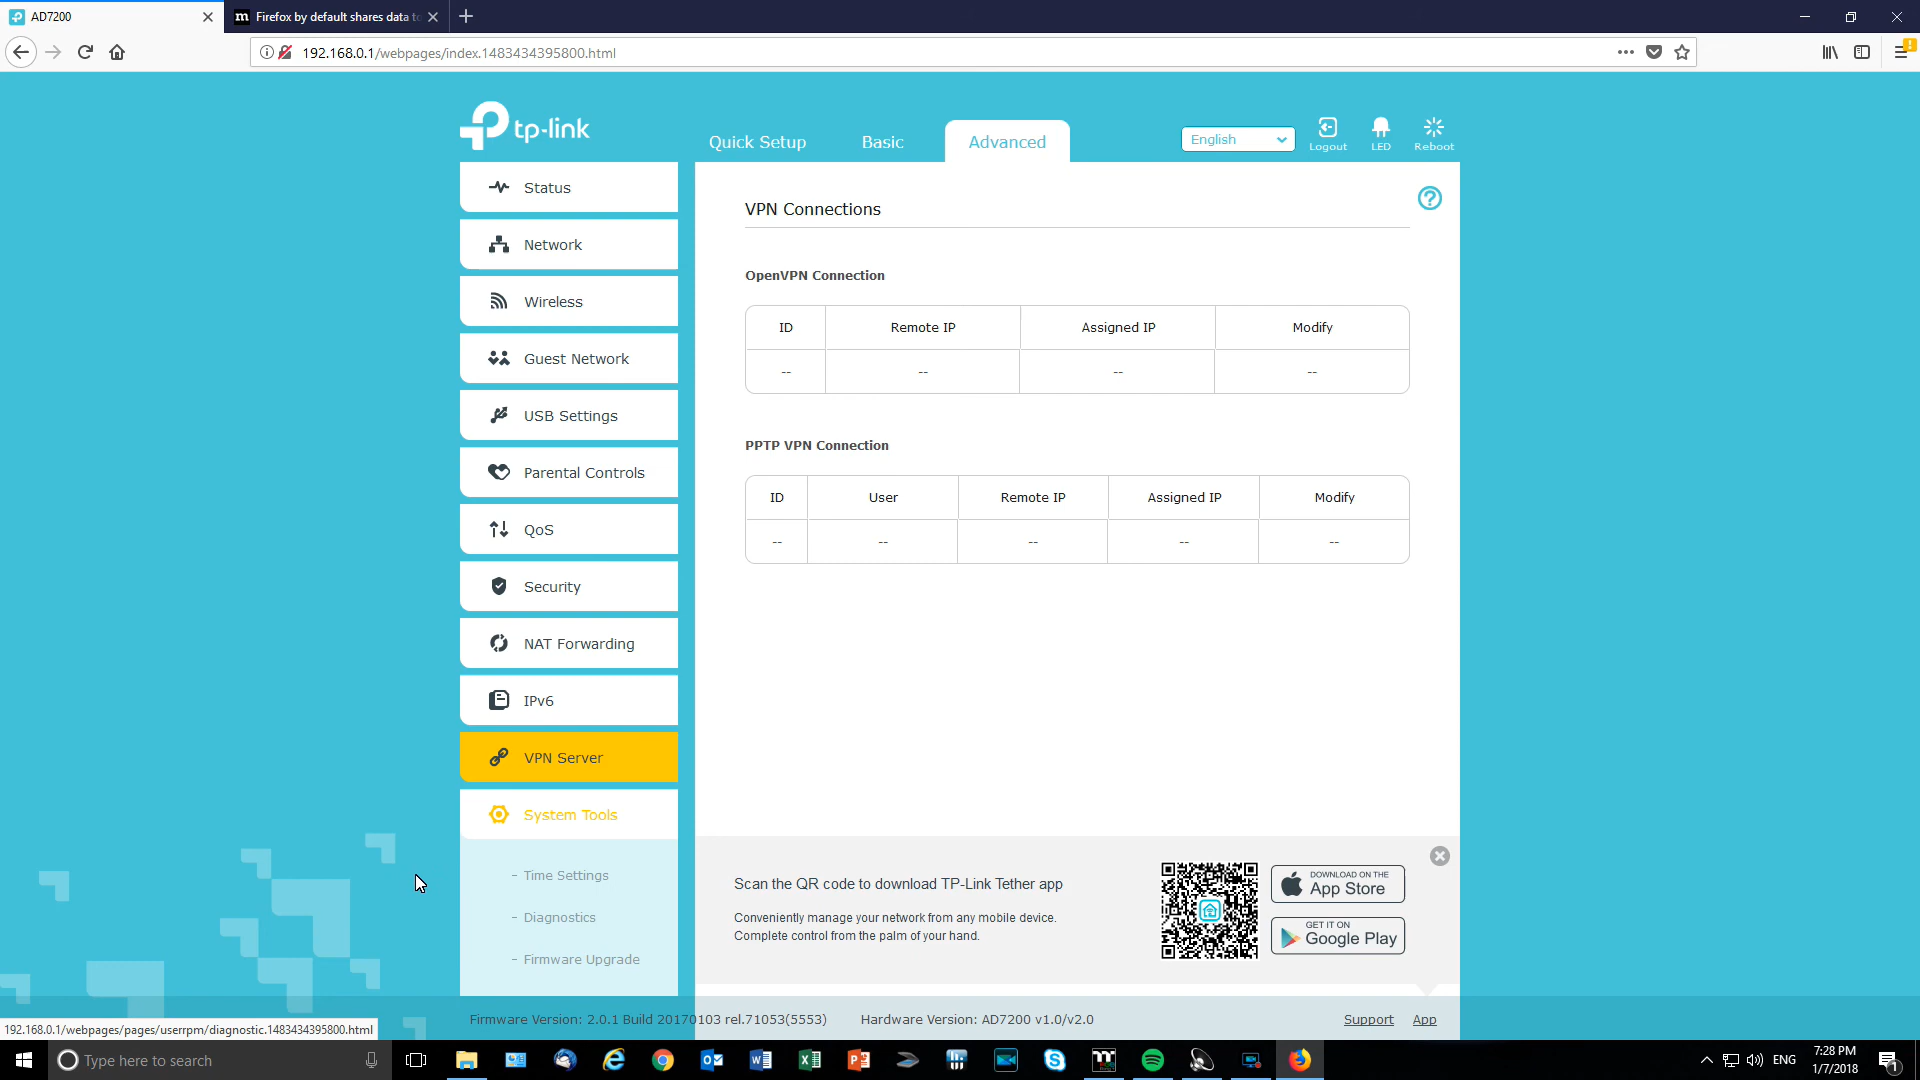 AD7200
m Firefox by default shares data to
192.168.0.1/webpages/index.1483434395800.html
tp-link
Quick Setup
Basic
Advanced
English
Logout
LED
Reboot
Status
Network
Wireless
Guest Network
USB Settings
Parental Controls
QoS
Security
NAT Forwarding
IPv6
VPN Server
System Tools
- Time Settings
- Diagnostics
- Firmware Upgrade
VPN Connections
?
OpenVPN Connection
ID Remote IP Assigned IP Modify
-- -- -- --
PPTP VPN Connection
ID User Remote IP Assigned IP Modify
-- -- -- -- --
Scan the QR code to download TP-Link Tether app
Conveniently manage your network from any mobile device.
Complete control from the palm of your hand.
DOWNLOAD ON THE
App Store
GET IT ON
Google Play
Firmware Version: 2.0.1 Build 20170103 rel.71053(5553)
Hardware Version: AD7200 v1.0/v2.0
Support
App
192.168.0.1/webpages/pages/userrpm/diagnostic.1483434395800.html
Type here to search
ENG
7:28 PM
1/7/2018
1